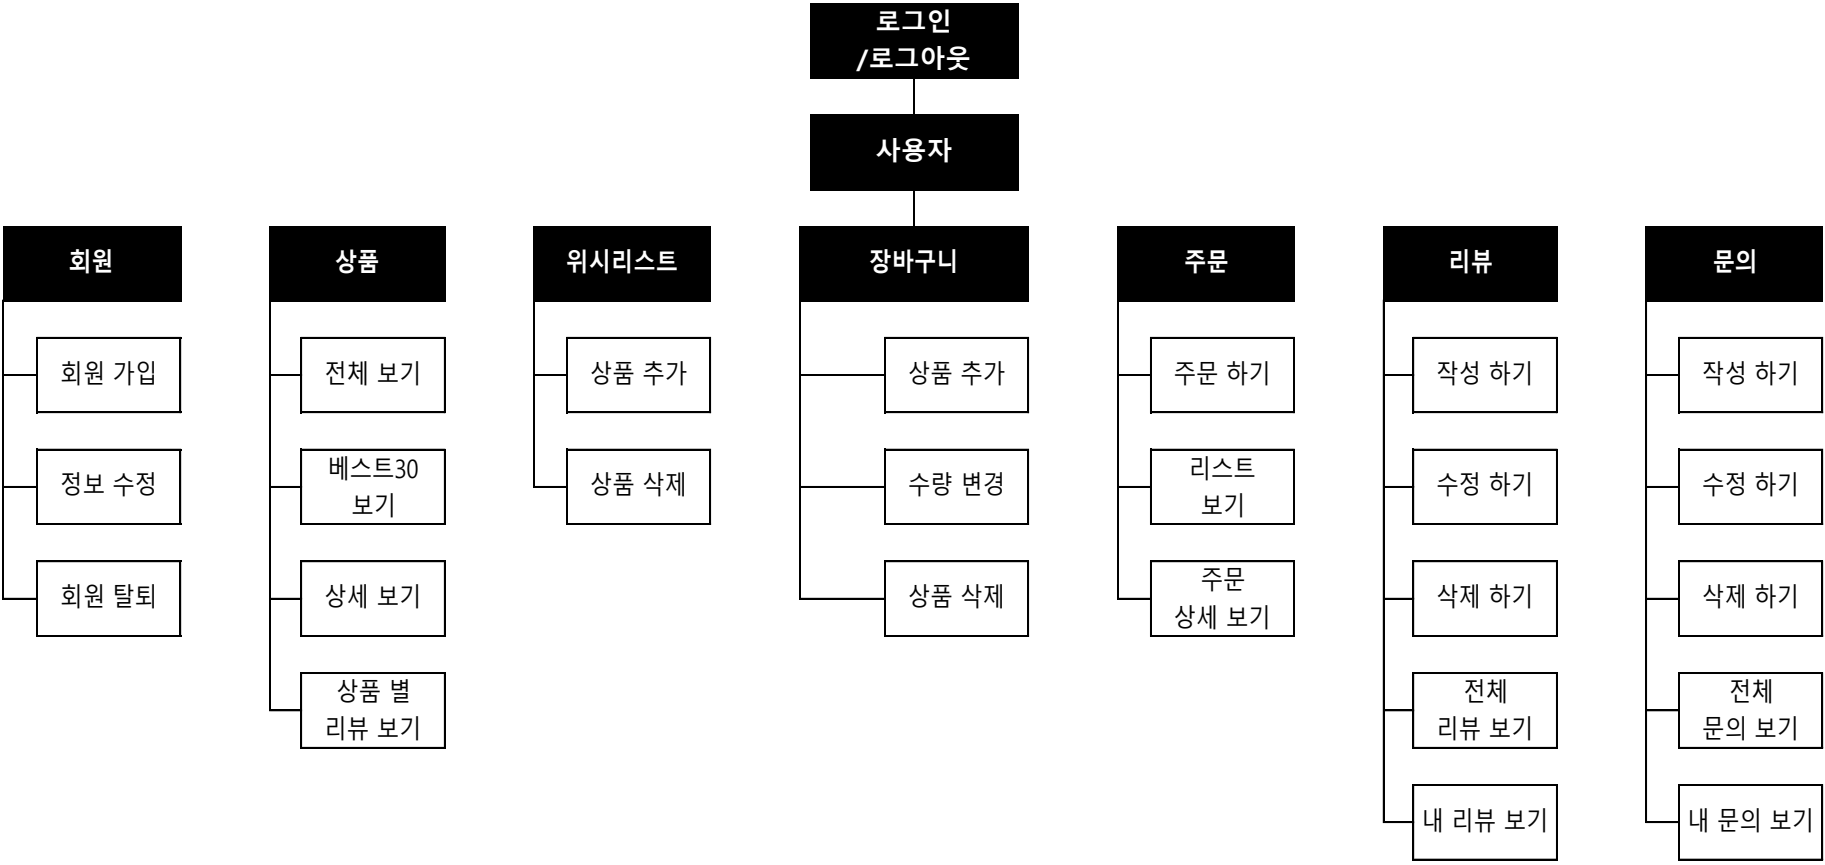 로그인
/로그아웃
사용자
회원
상품
위시리스트
장바구니
주문
리뷰
문의
회원 가입
전체 보기
상품 추가
상품 추가
주문 하기
작성 하기
작성 하기
정보 수정
베스트30
보기
상품 삭제
수량 변경
리스트
보기
수정 하기
수정 하기
회원 탈퇴
상세 보기
상품 삭제
주문
상세 보기
삭제 하기
삭제 하기
상품 별
리뷰 보기
전체
리뷰 보기
전체
문의 보기
내 리뷰 보기
내 문의 보기